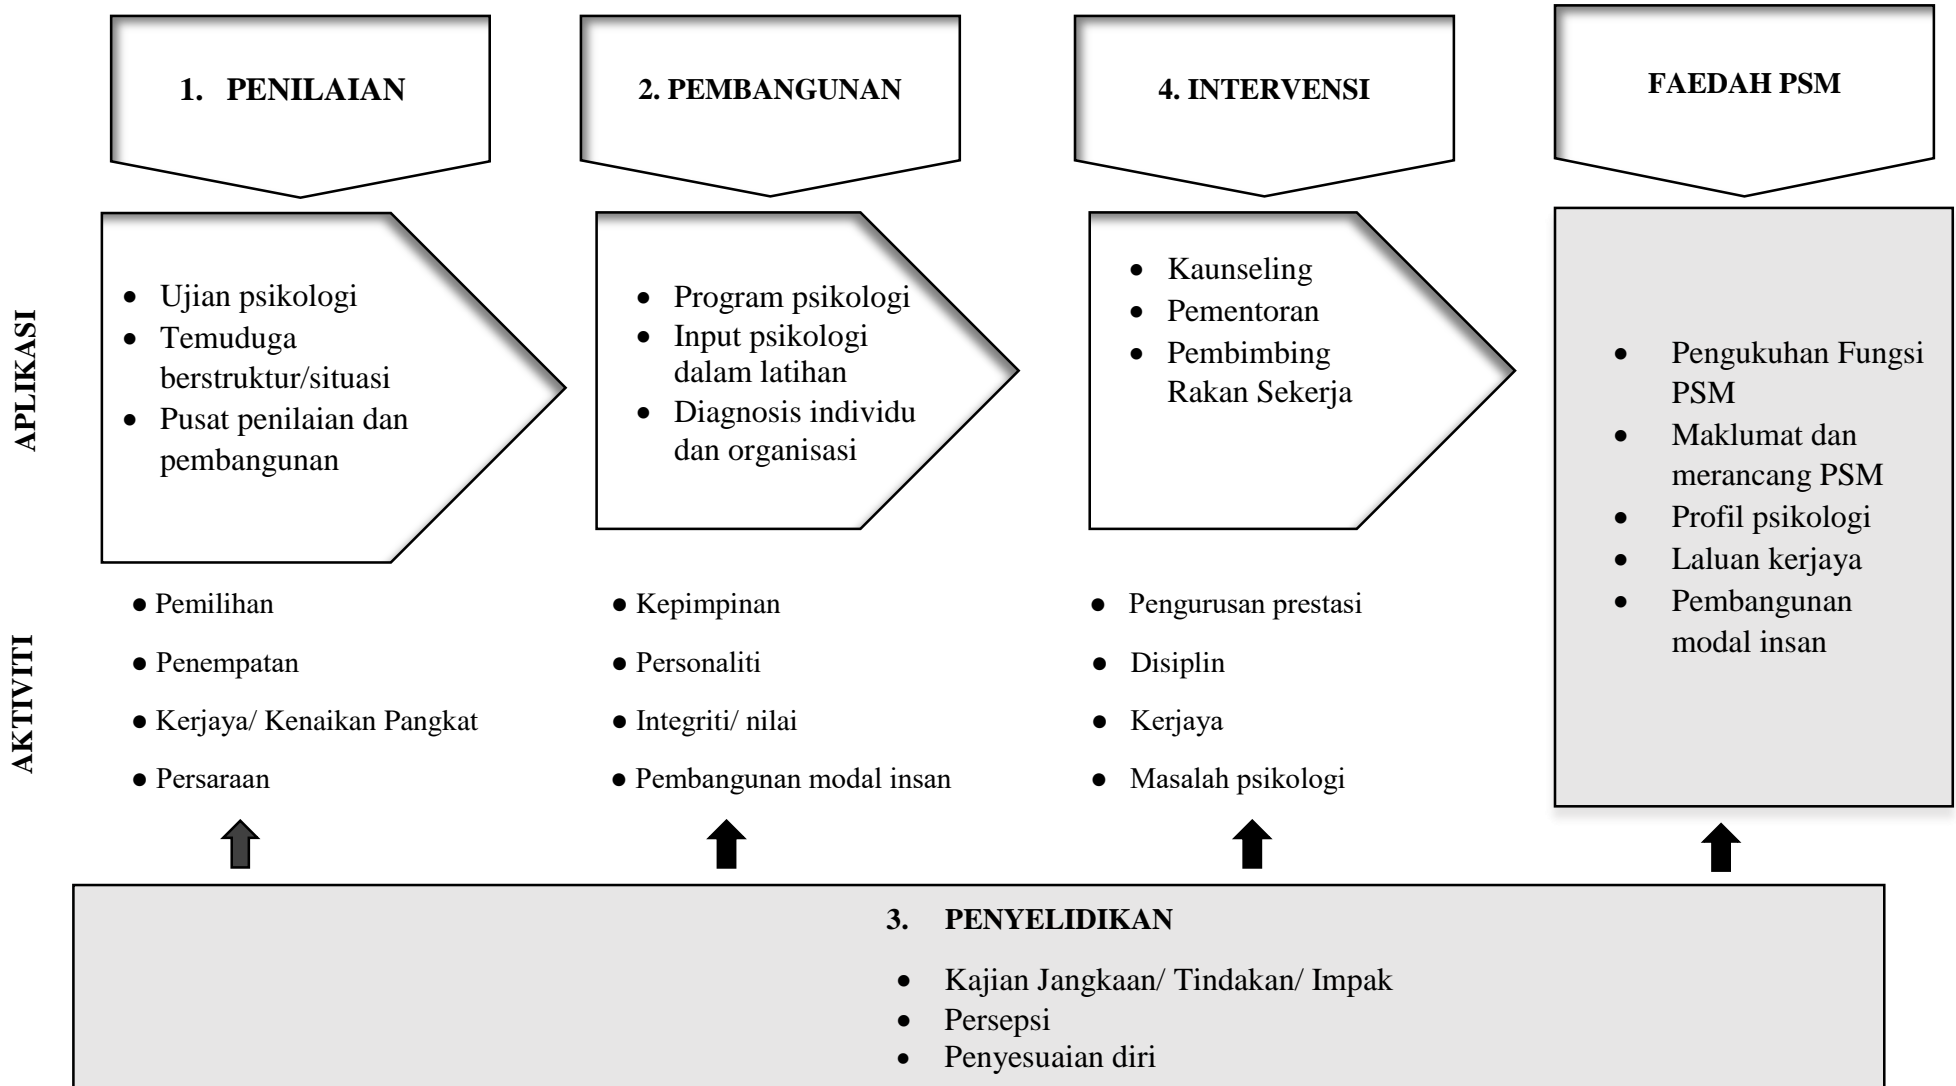 1. PENILAIAN
2. PEMBANGUNAN
4. INTERVENSI
FAEDAH PSM
APLIKASI
• Ujian psikologi
• Temuduga
berstruktur/situasi
• Pusat penilaian dan
pembangunan
• Program psikologi
• Input psikologi
dalam latihan
• Diagnosis individu
dan organisasi
• Kaunseling
• Pementoran
• Pembimbing
Rakan Sekerja
• Pengukuhan Fungsi
PSM
• Maklumat dan
merancang PSM
• Profil psikologi
• Laluan kerjaya
• Pembangunan
modal insan
AKTIVITI
● Pemilihan
● Penempatan
● Kerjaya/ Kenaikan Pangkat
● Persaraan
● Kepimpinan
● Personaliti
● Integriti/ nilai
● Pembangunan modal insan
● Pengurusan prestasi
● Disiplin
● Kerjaya
● Masalah psikologi
3. PENYELIDIKAN
• Kajian Jangkaan/ Tindakan/ Impak
• Persepsi
• Penyesuaian diri